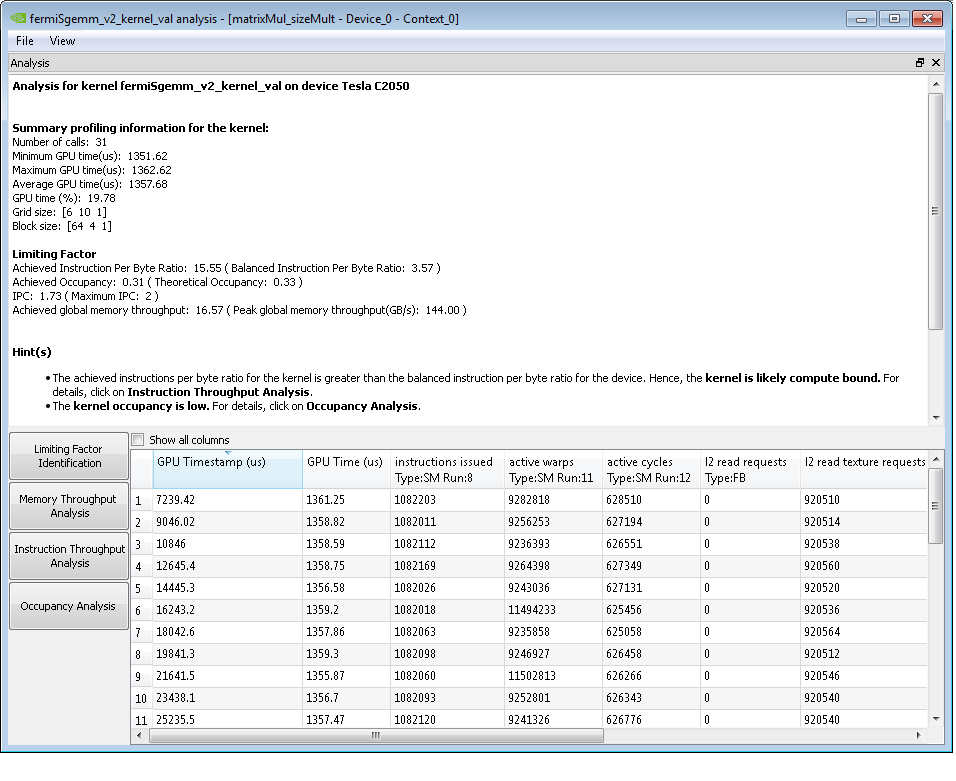 fermiSgemm_v2_kernel_val analysis - [matrixMul_sizeMult - Device_0 - Context_0]
File View
Analysis
Analysis for kernel fermiSgemm_v2_kernel_val on device Tesla C2050
Summary profiling information for the kernel:
Number of calls: 31
Minimum GPU time(us): 1351.62
Maximum GPU time(us): 1362.62
Average GPU time(us): 1357.68
GPU time (%): 19.78
Grid size: [6 10 1]
Block size: [64 4 1]
Limiting Factor
Achieved Instruction Per Byte Ratio: 15.55 ( Balanced Instruction Per Byte Ratio: 3.57 )
Achieved Occupancy: 0.31 ( Theoretical Occupancy: 0.33 )
IPC: 1.73 ( Maximum IPC: 2 )
Achieved global memory throughput: 16.57 ( Peak global memory throughput(GB/s): 144.00 )
Hint(s)
• The achieved instructions per byte ratio for the kernel is greater than the balanced instruction per byte ratio for the device. Hence, the kernel is likely compute bound. For
details, click on Instruction Throughput Analysis.
• The kernel occupancy is low. For details, click on Occupancy Analysis.
Limiting Factor
Identification
Memory Throughput
Analysis
Instruction Throughput
Analysis
Occupancy Analysis
Show all columns
GPU Timestamp (us) GPU Time (us) instructions issued active warps active cycles l2 read requests l2 read texture requests
Type:SM Run:8 Type:SM Run:11 Type:SM Run:12 Type:FB
1 7239.42 1361.25 1082203 9282818 628510 0 920510
2 9046.02 1358.82 1082011 9256253 627194 0 920514
3 10846 1358.59 1082112 9236393 626551 0 920538
4 12645.4 1358.75 1082169 9264398 627349 0 920560
5 14445.3 1356.58 1082026 9243036 627131 0 920520
6 16243.2 1359.2 1082018 11494233 625456 0 920536
7 18042.6 1357.86 1082063 9235858 625058 0 920564
8 19841.3 1359.3 1082098 9246927 626458 0 920512
9 21641.5 1355.87 1082060 11502813 626266 0 920546
10 23438.1 1356.7 1082093 9252801 626343 0 920540
11 25235.5 1357.47 1082120 9241326 626776 0 920540